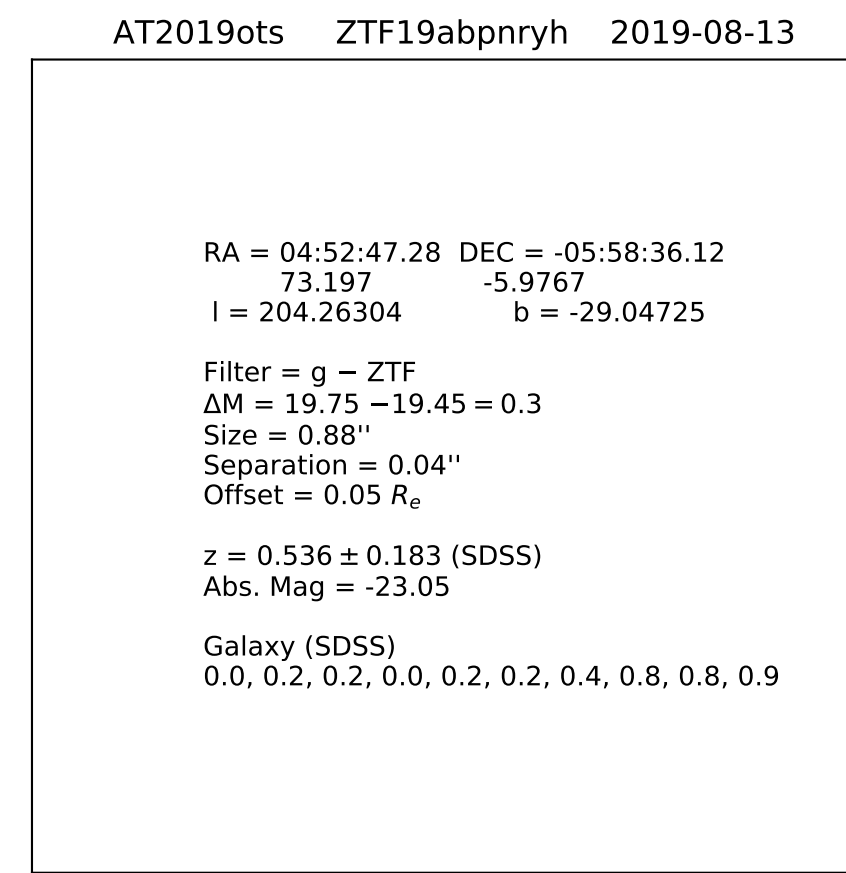 AT2019ots ZTF19abpnryh 2019-08-13
RA = 04:52:47.28 DEC = -05:58:36.12
73.197 -5.9767
l = 204.26304 b = -29.04725
Filter = g − ZTF
ΔM = 19.75 −19.45 = 0.3
Size = 0.88''
Separation = 0.04''
Offset = 0.05 Re
z = 0.536 ± 0.183 (SDSS)
Abs. Mag = -23.05
Galaxy (SDSS)
0.0, 0.2, 0.2, 0.0, 0.2, 0.2, 0.4, 0.8, 0.8, 0.9